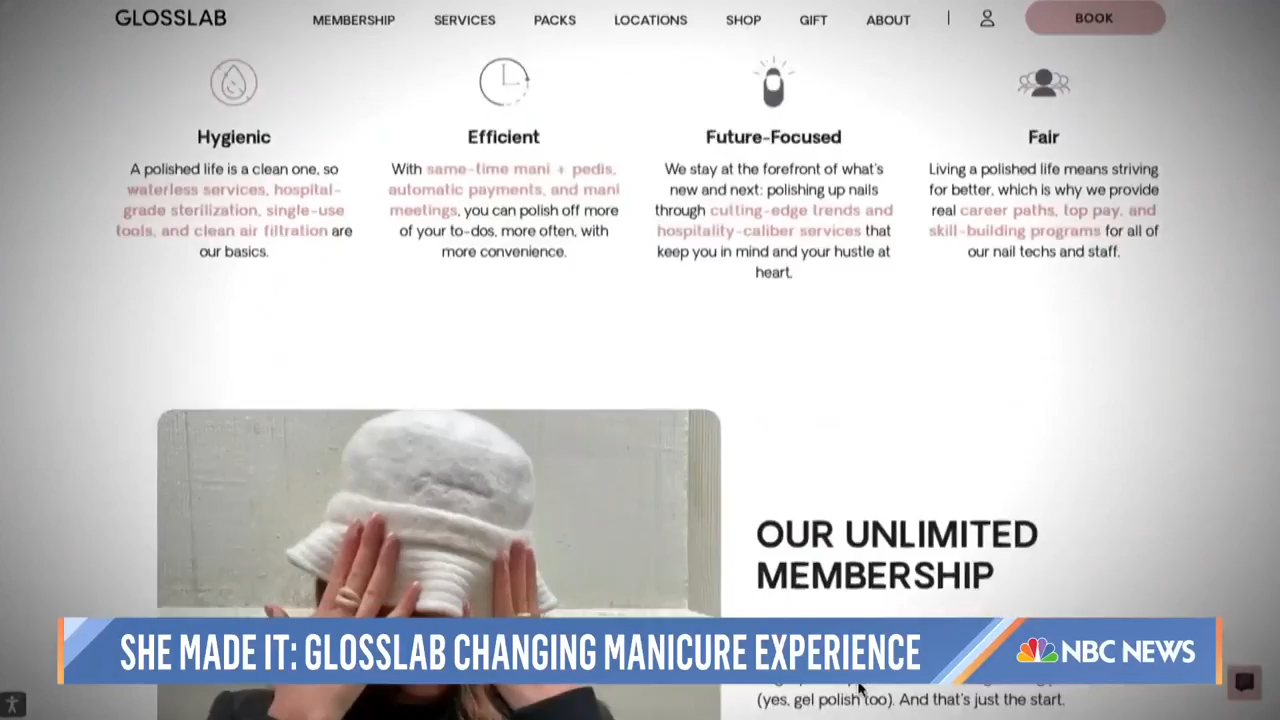 GLOSSLAB
MEMBERSHIP SERVICES PACKS LOCATIONS SHOP GIFT ABOUT | BOOK
Hygienic
A polished life is a clean one, so
waterless services, hospital-
grade sterilization, single-use
tools, and clean air filtration are
our basics.
Efficient
With same-time mani + pedis,
automatic payments, and mani
meetings, you can polish off more
of your to-dos, more often, with
more convenience.
Future-Focused
We stay at the forefront of what's
new and next: polishing up nails
through cutting-edge trends and
hospitality-caliber services that
keep you in mind and your hustle at
heart.
Fair
Living a polished life means striving
for better, which is why we provide
real career paths, top pay, and
skill-building programs for all of
our nail techs and staff.
OUR UNLIMITED
MEMBERSHIP
(yes, gel polish too). And that's just the start.
SHE MADE IT: GLOSSLAB CHANGING MANICURE EXPERIENCE
NBC NEWS